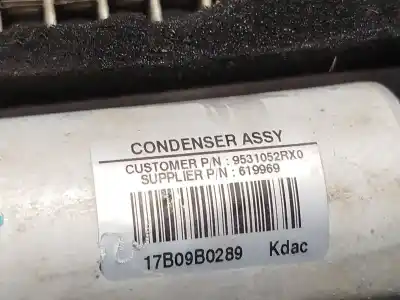 CONDENSER ASSY
CUSTOMER P/N : 9531052RX0
SUPPLIER P/N : 619969
17B09B0289 Kdac